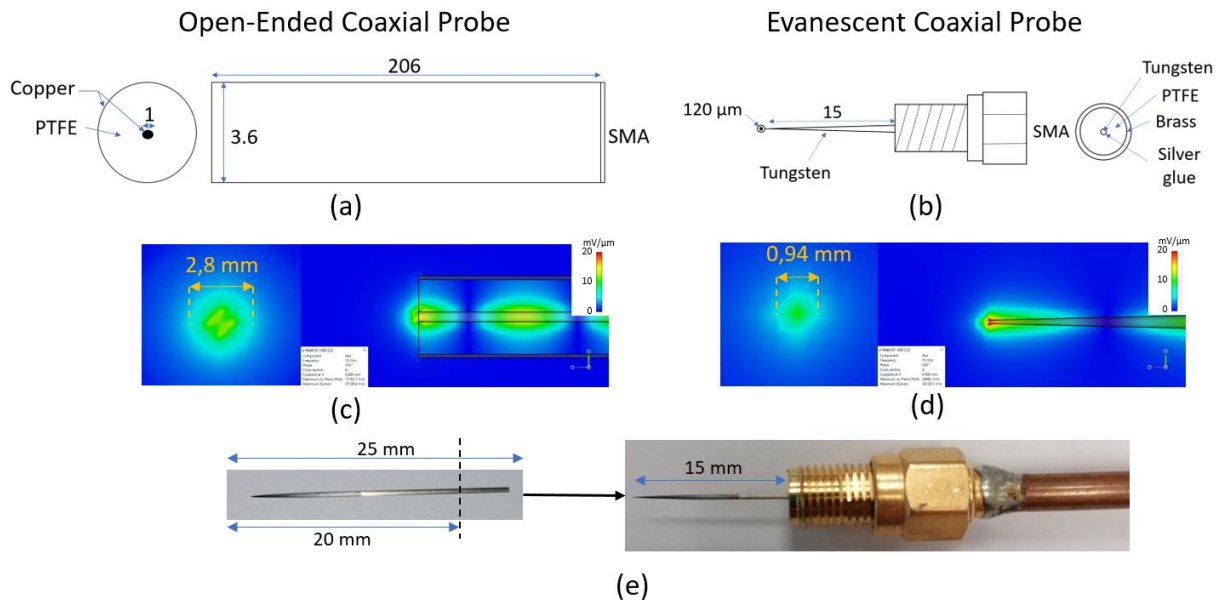 Open-Ended Coaxial Probe
Evanescent Coaxial Probe
206
Copper
1
PTFE
3.6
SMA
(a)
120 µm
15
Tungsten
SMA
Tungsten
PTFE
Brass
Silver
glue
(b)
2,8 mm
mV/µm
20
10
0
(c)
0,94 mm
mV/µm
20
10
0
(d)
25 mm
20 mm
15 mm
(e)